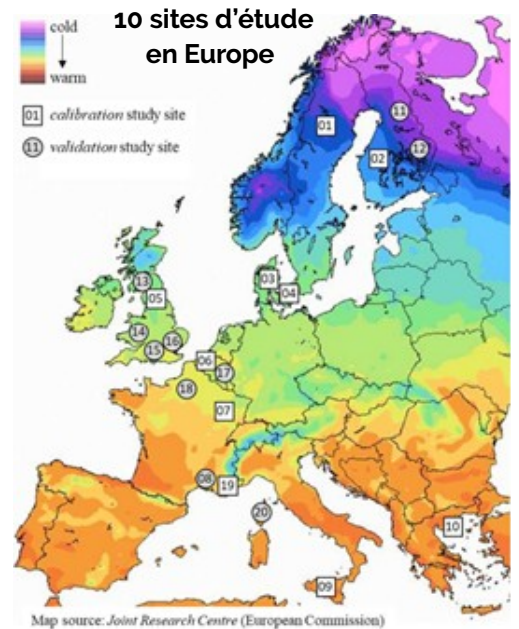 10 sites d’étude
en Europe
cold
warm
01 calibration study site
11 validation study site
01
11
02
12
03
04
13
05
14
16
15
06
17
18
07
08
19
20
10
09
Map source: Joint Research Centre (European Commission)